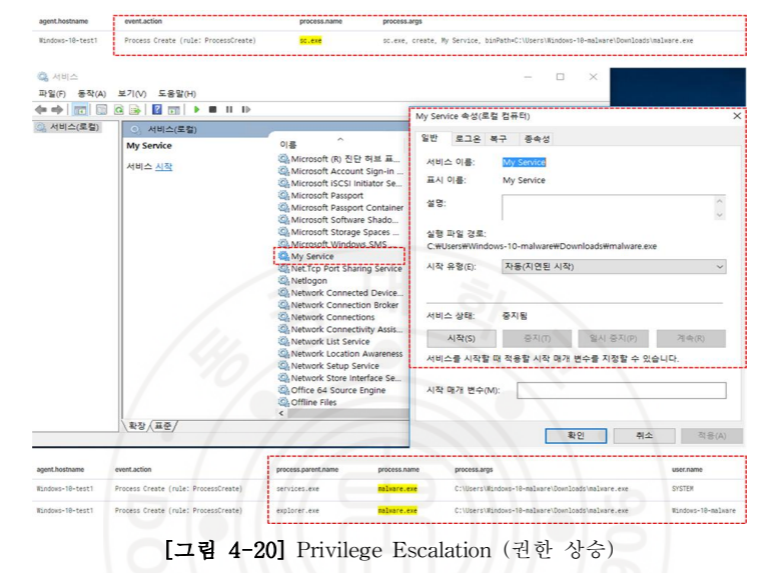 agent.hostname event.action process.name process.args
Windows-10-test1 Process Create (rule: ProcessCreate) sc.exe sc.exe, create, My Service, binPath=C:\Users\Windows-10-malware\Downloads\malware.exe
서비스
파일(F) 동작(A) 보기(V) 도움말(H)
서비스(로컬)
서비스(로컬)
My Service
서비스 시작
이름
Microsoft (R) 진단 허브 표...
Microsoft Account Sign-in ...
Microsoft iSCSI Initiator Se...
Microsoft Passport
Microsoft Passport Container
Microsoft Software Shado...
Microsoft Storage Spaces ...
Microsoft Windows SMS
My Service
Net.Tcp Port Sharing Service
Netlogon
Network Connected Device...
Network Connection Broker
Network Connections
Network Connectivity Assis...
Network List Service
Network Location Awareness
Network Setup Service
Network Store Interface Se...
Office 64 Source Engine
Offline Files
확장 표준
My Service 속성(로컬 컴퓨터)
일반 로그온 복구 종속성
서비스 이름: My Service
표시 이름: My Service
설명:
실행 파일 경로:
C:₩Users₩Windows-10-malware₩Downloads₩malware.exe
시작 유형(E): 자동(지연된 시작)
서비스 상태: 중지됨
시작(S) 중지(T) 일시 중지(P) 계속(R)
서비스를 시작할 때 적용할 시작 매개 변수를 지정할 수 있습니다.
시작 매개 변수(M):
확인 취소 적용(A)
agent.hostname event.action process.parent.name process.name process.args user.name
Windows-10-test1 Process Create (rule: ProcessCreate) services.exe malware.exe C:\Users\Windows-10-malware\Downloads\malware.exe SYSTEM
Windows-10-test1 Process Create (rule: ProcessCreate) explorer.exe malware.exe C:\Users\Windows-10-malware\Downloads\malware.exe Windows-10-malware
[그림 4-20] Privilege Escalation (권한 상승)